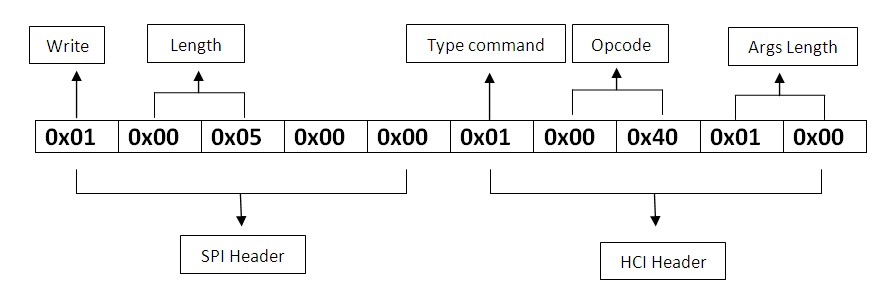 Write Length Type command Opcode Args Length
0x01 0x00 0x05 0x00 0x00 0x01 0x00 0x40 0x01 0x00
SPI Header HCI Header